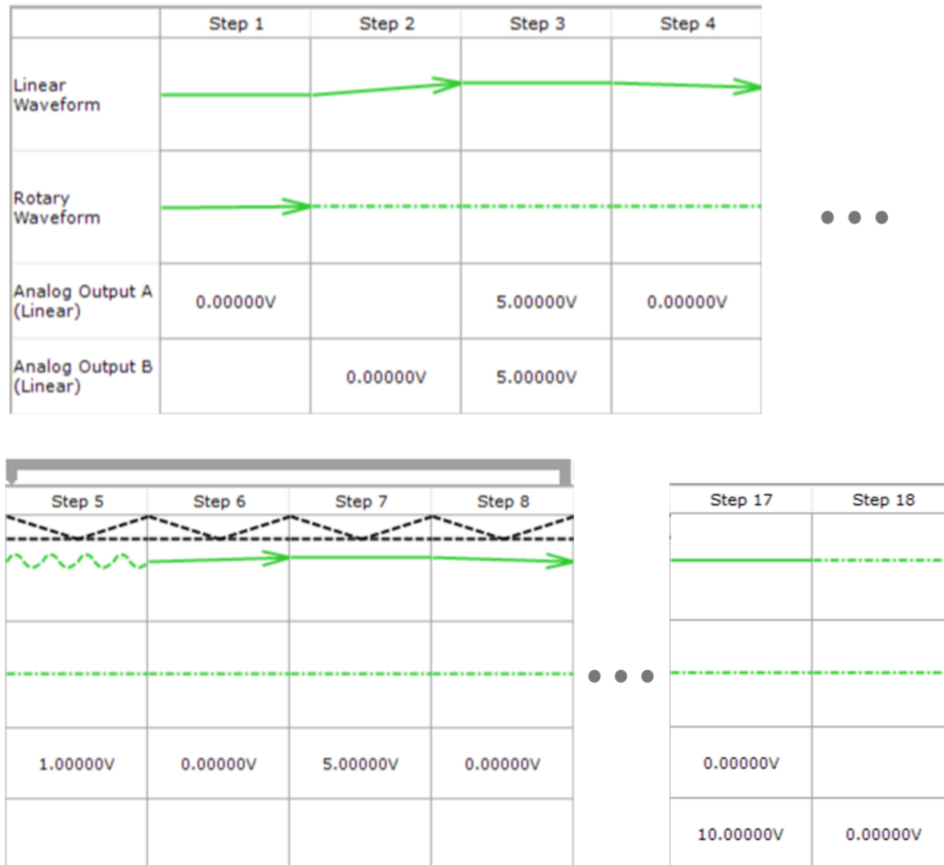 Step 1 Step 2 Step 3 Step 4
Linear
Waveform
Rotary
Waveform
Analog Output A
(Linear)
0.00000V 5.00000V 0.00000V
Analog Output B
(Linear)
0.00000V 5.00000V
Step 5 Step 6 Step 7 Step 8
1.00000V 0.00000V 5.00000V 0.00000V
Step 17 Step 18
0.00000V
10.00000V 0.00000V